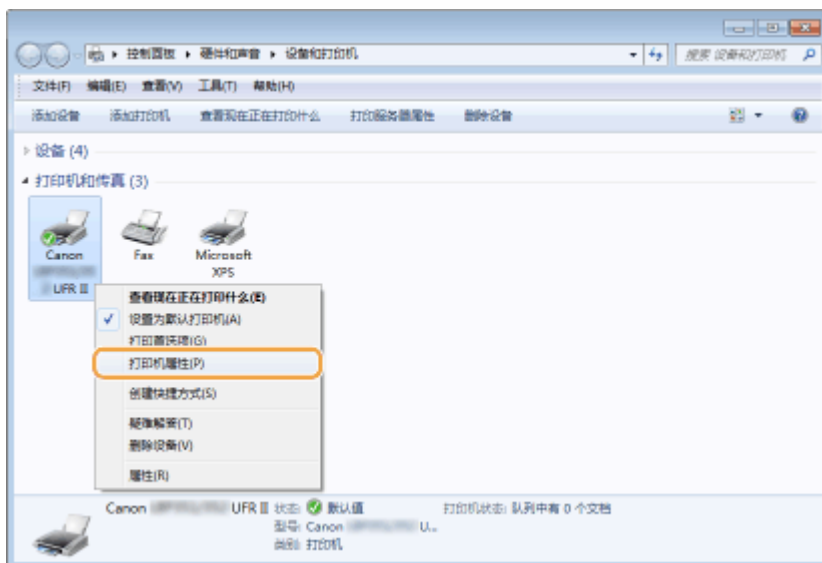 控制面板 ▸ 硬件和声音 ▸ 设备和打印机
搜索 设备和打印机
文件(F) 编辑(E) 查看(V) 工具(T) 帮助(H)
添加设备 添加打印机 查看现在正在打印什么 打印服务器属性 删除设备
设备 (4)
打印机和传真 (3)
Canon
UFR II
Fax
Microsoft
XPS
查看现在正在打印什么(E)
设置为默认打印机(A)
打印首选项(G)
打印机属性(P)
创建快捷方式(S)
疑难解答(T)
删除设备(V)
属性(R)
Canon UFR II 状态: 默认值 打印机状态: 队列中有 0 个文档
型号: Canon U...
类别: 打印机